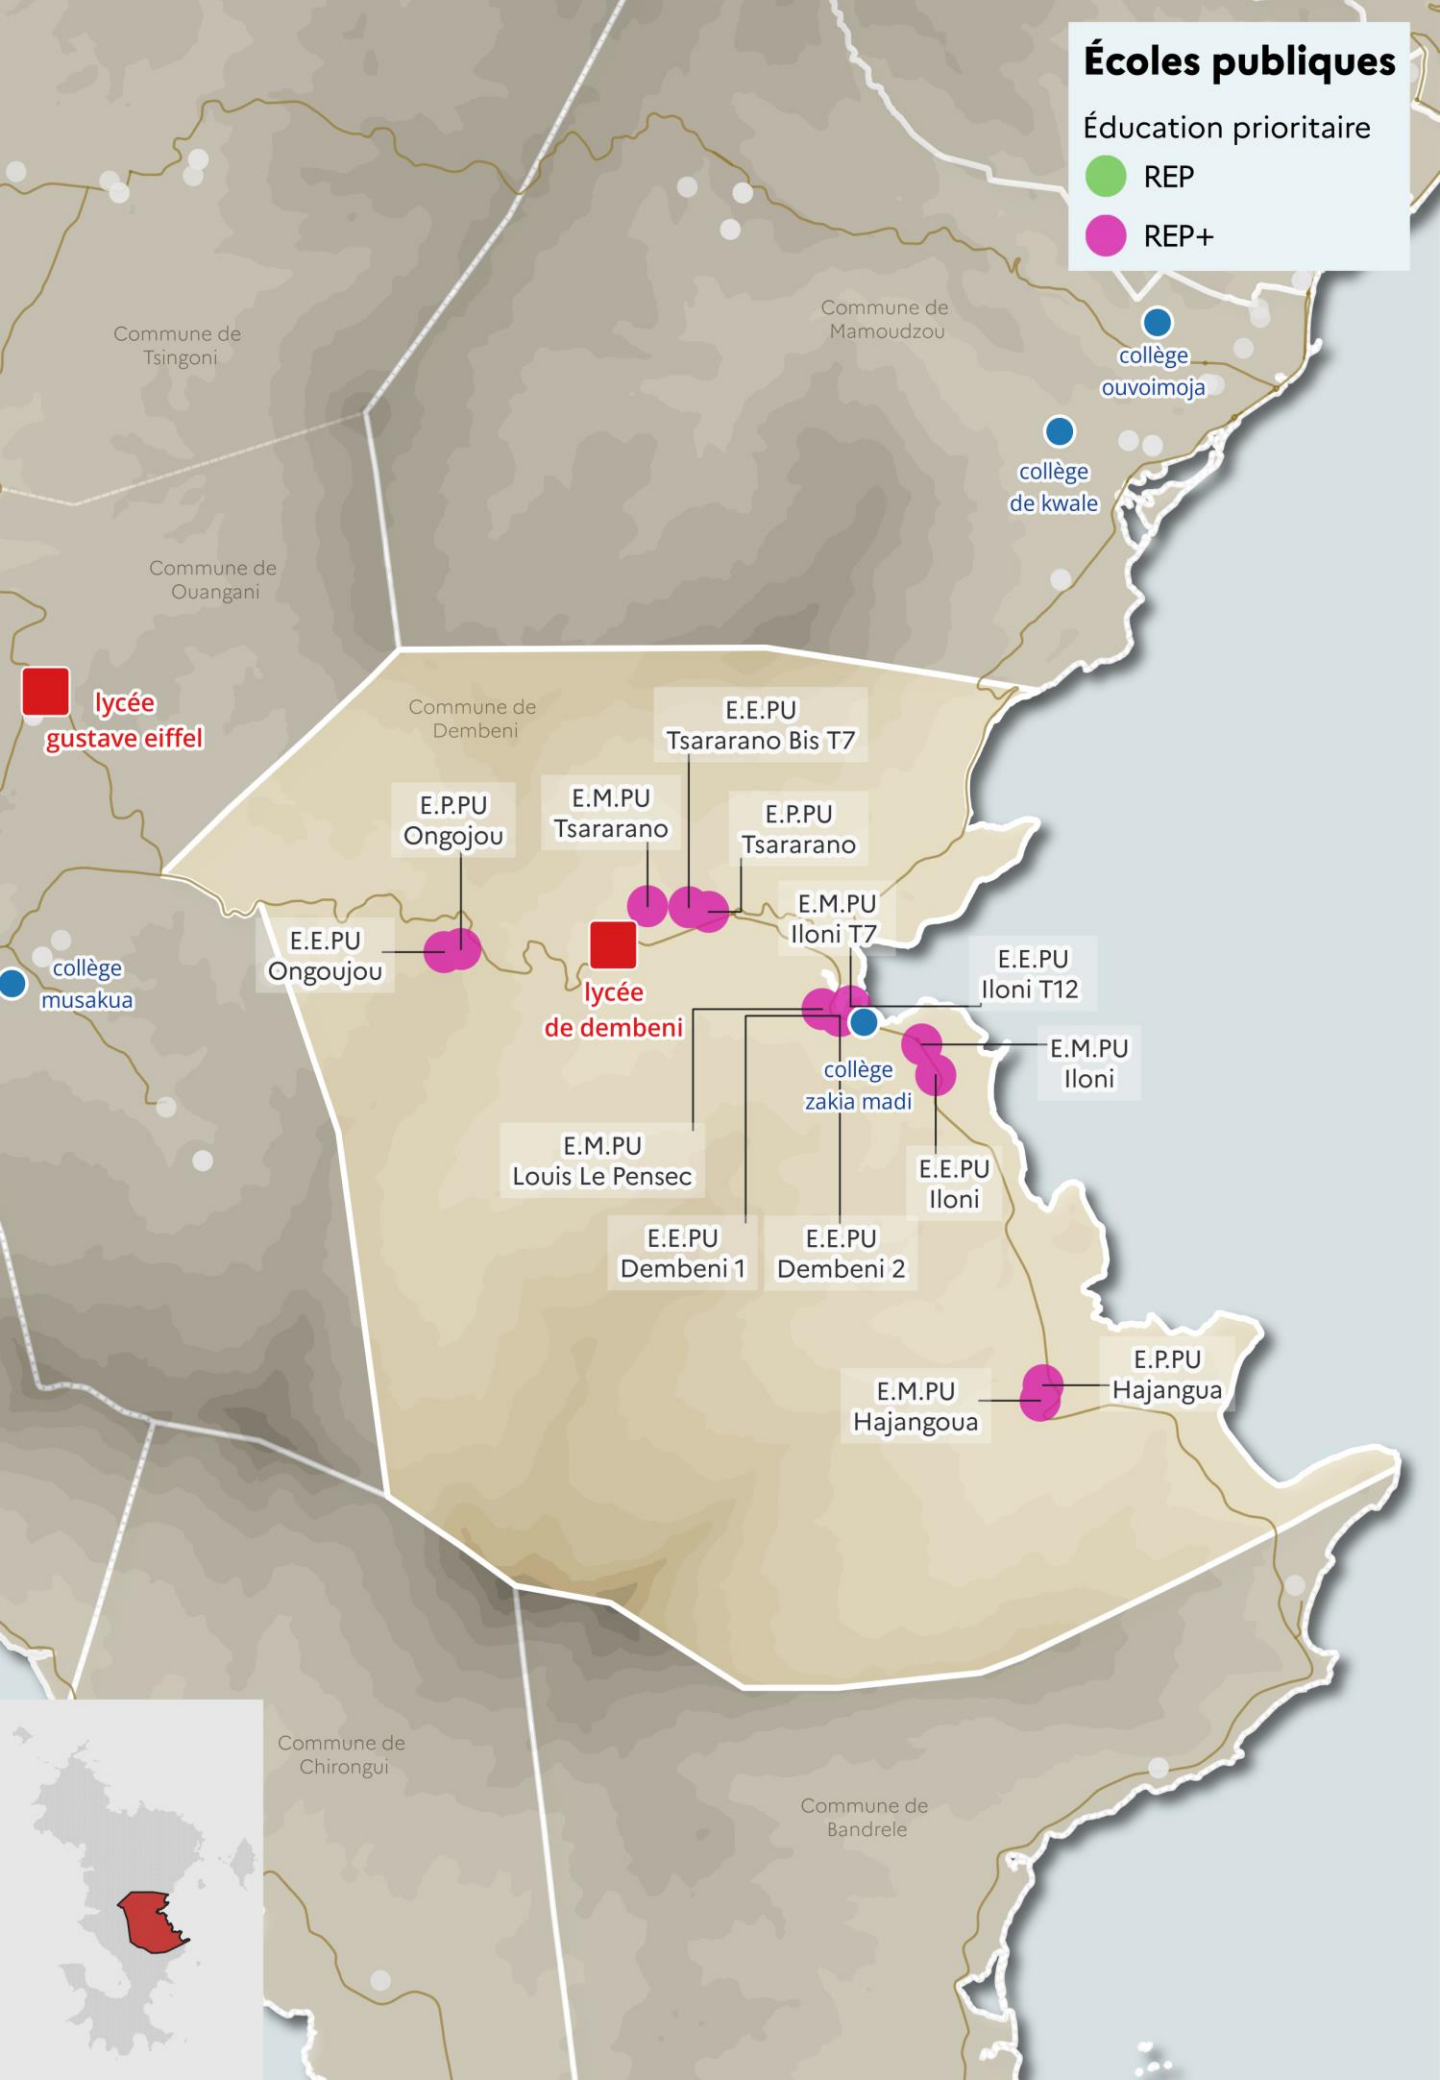 Écoles publiques
Éducation prioritaire
REP
REP+
Commune de
Tsingoni
Commune de
Mamoudzou
collège
ouvoimoja
collège
de kwale
Commune de
Ouangani
lycée
gustave eiffel
Commune de
Dembeni
E.E.PU
Tsararano Bis T7
E.P.PU
Ongojou
E.M.PU
Tsararano
E.P.PU
Tsararano
E.M.PU
Iloni T7
E.E.PU
Ongoujou
E.E.PU
Iloni T12
collège
musakua
lycée
de dembeni
E.M.PU
Iloni
collège
zakia madi
E.M.PU
Louis Le Pensec
E.E.PU
Iloni
E.E.PU
Dembeni 1
E.E.PU
Dembeni 2
E.P.PU
Hajangua
E.M.PU
Hajangoua
Commune de
Chirongui
Commune de
Bandrele